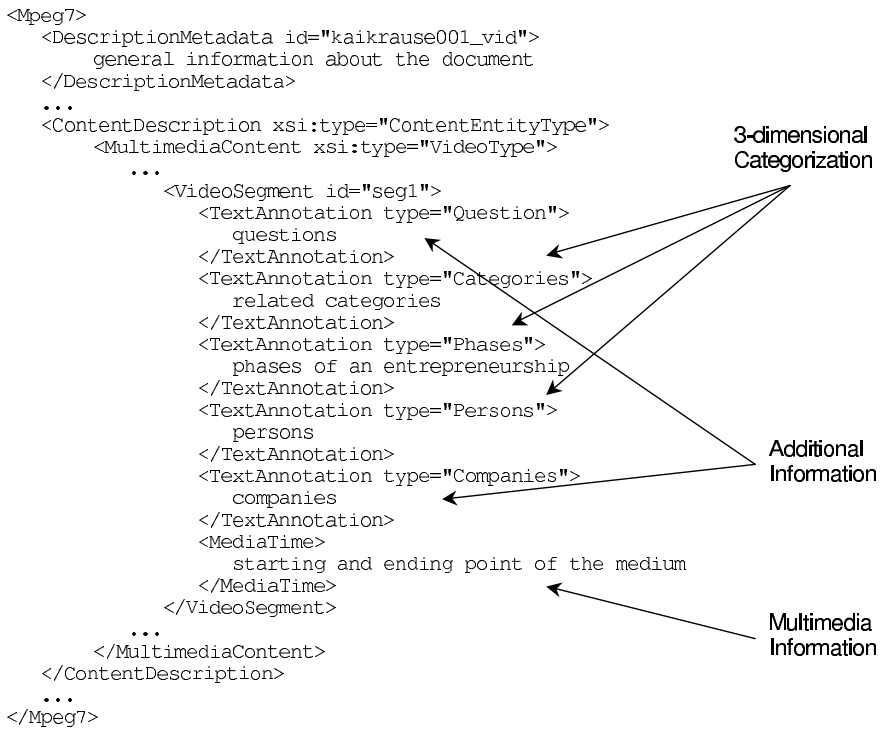 <Mpeg7>
<DescriptionMetadata id="kaikrause001_vid">
general information about the document
</DescriptionMetadata>
...
<ContentDescription xsi:type="ContentEntityType">
<MultimediaContent xsi:type="VideoType">
...
<VideoSegment id="seg1">
<TextAnnotation type="Question">
questions
</TextAnnotation>
<TextAnnotation type="Categories">
related categories
</TextAnnotation>
<TextAnnotation type="Phases">
phases of an entrepreneurship
</TextAnnotation>
<TextAnnotation type="Persons">
persons
</TextAnnotation>
<TextAnnotation type="Companies">
companies
</TextAnnotation>
<MediaTime>
starting and ending point of the medium
</MediaTime>
</VideoSegment>
...
</MultimediaContent>
</ContentDescription>
...
</Mpeg7>
3-dimensional
Categorization
Additional
Information
Multimedia
Information